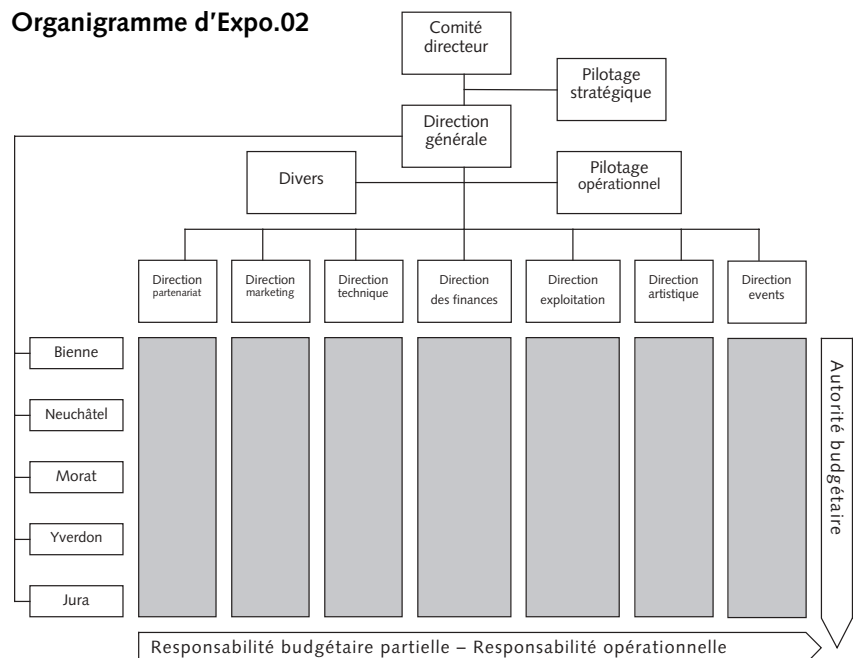 Organigramme d'Expo.02
Comité
directeur
Pilotage
stratégique
Direction
générale
Divers
Pilotage
opérationnel
Direction
partenariat
Direction
marketing
Direction
technique
Direction
des finances
Direction
exploitation
Direction
artistique
Direction
events
Bienne
Neuchâtel
Morat
Yverdon
Jura
Autorité budgétaire
Responsabilité budgétaire partielle – Responsabilité opérationnelle